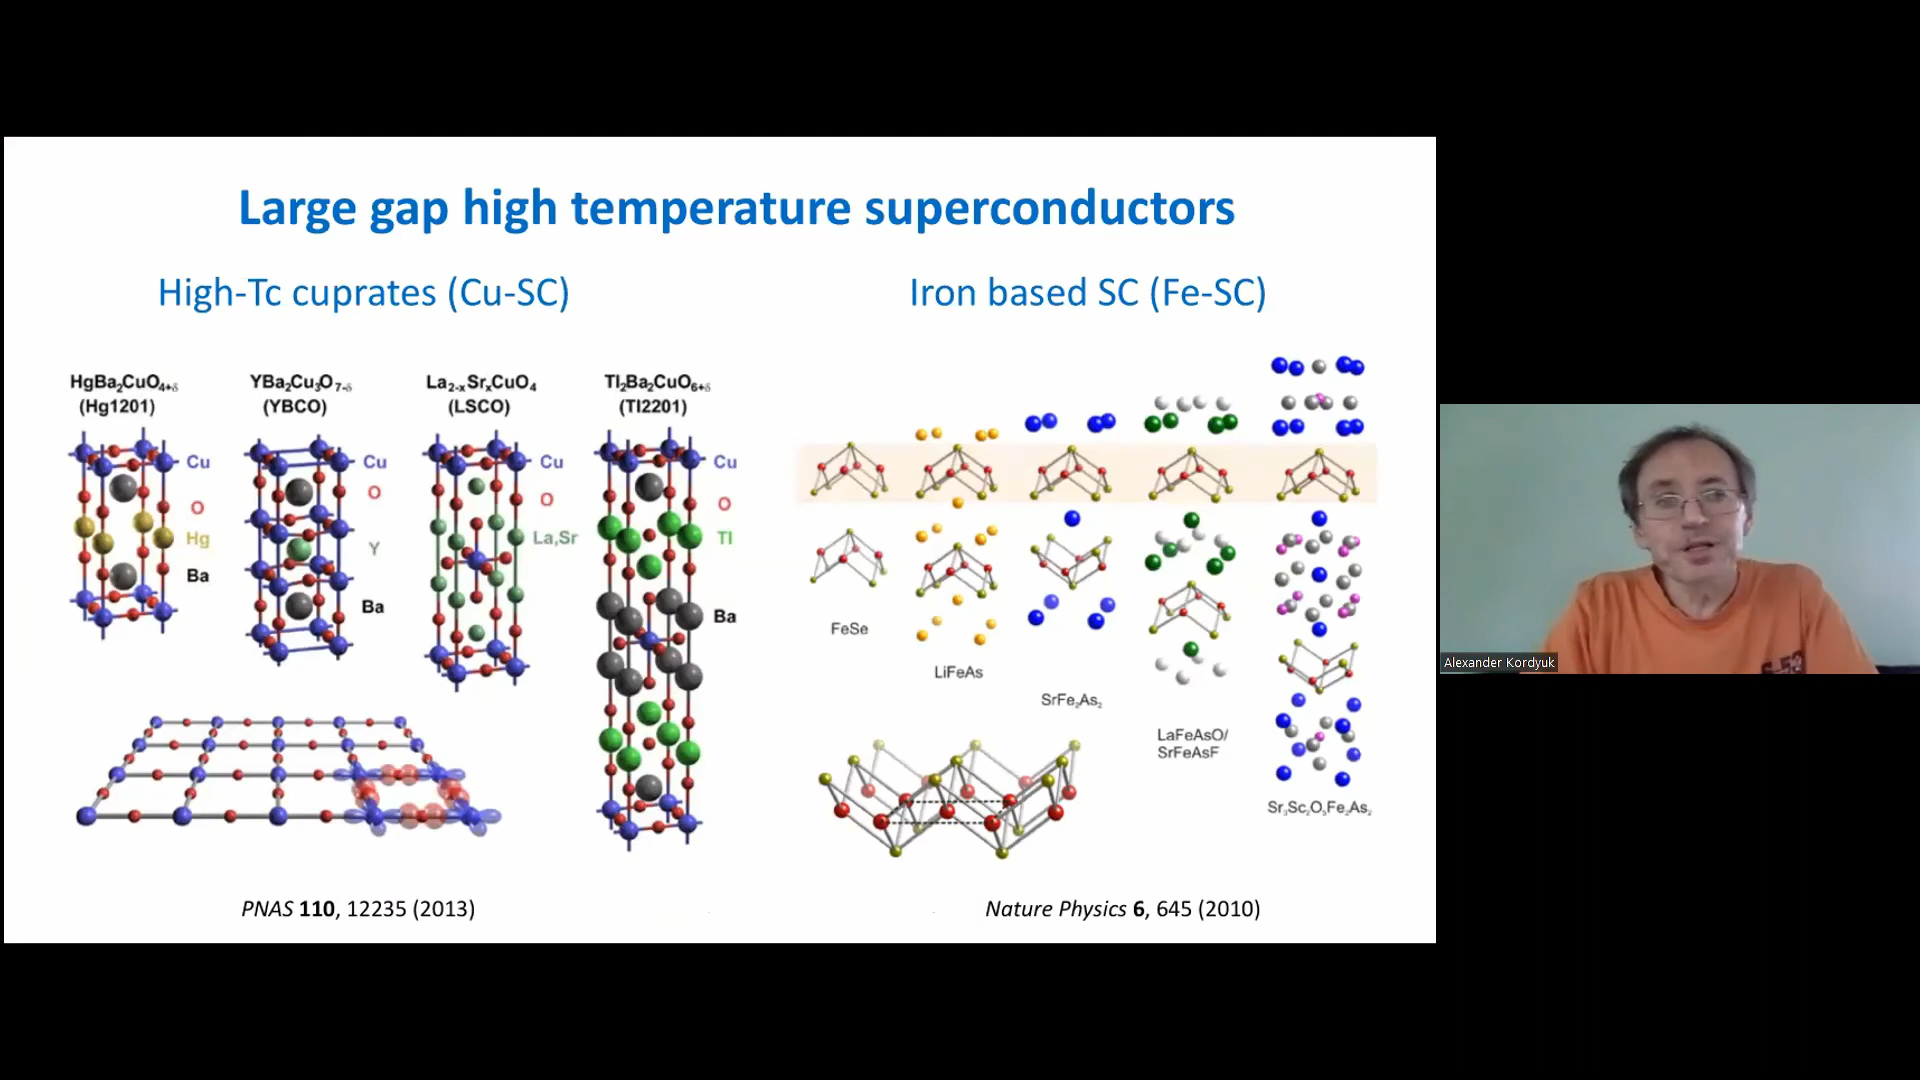 Large gap high temperature superconductors
High-Tc cuprates (Cu-SC)
Iron based SC (Fe-SC)
HgBa₂CuO₄₊δ
(Hg1201)
YBa₂Cu₃O₇₋δ
(YBCO)
La₂₋ₓSrₓCuO₄
(LSCO)
Tl₂Ba₂CuO₆₊δ
(Tl2201)
Cu
O
Hg
Ba
Cu
O
Y
Ba
Cu
O
La,Sr
Cu
O
Tl
Ba
FeSe
LiFeAs
SrFe₂As₂
LaFeAsO/
SrFeAsF
Sr₃Sc₂O₅Fe₂As₂
PNAS 110, 12235 (2013)
Nature Physics 6, 645 (2010)
Alexander Kordyuk